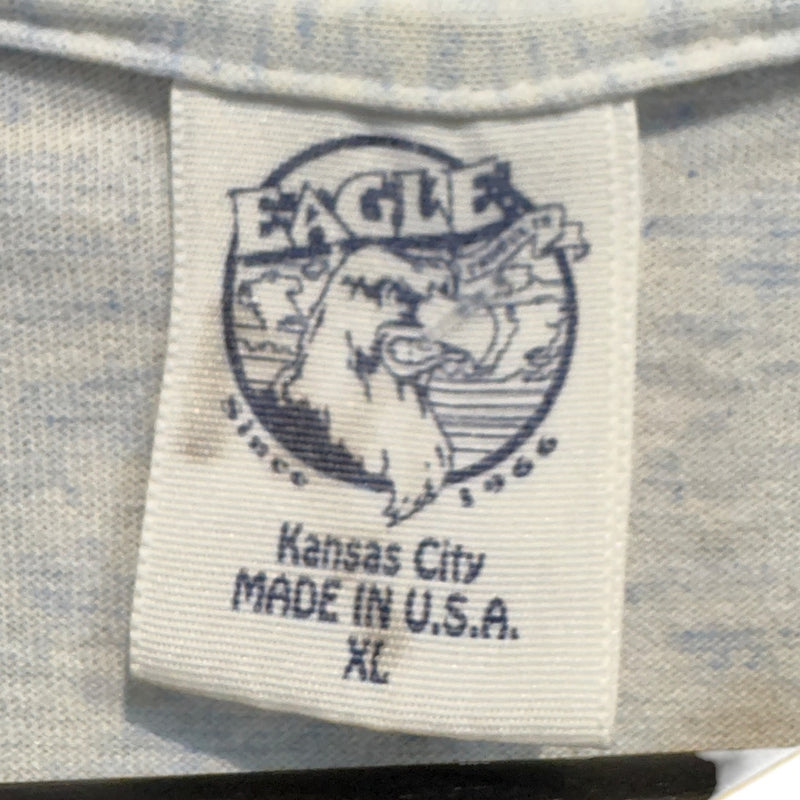 EAGLE
Since 1966
Kansas City
MADE IN U.S.A.
XL